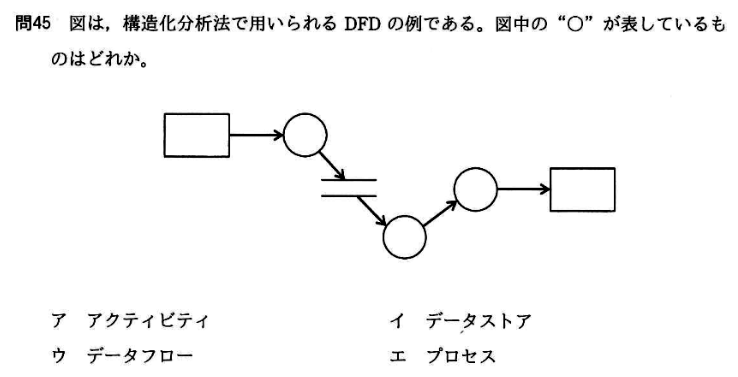 問45 図は，構造化分析法で用いられる DFD の例である。図中の“○”が表しているも
のはどれか。
ア アクティビティ
イ データストア
ウ データフロー
エ プロセス